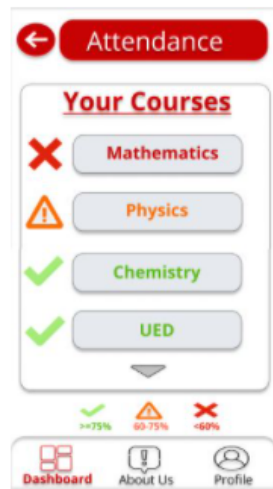 Attendance
Your Courses
Mathematics
Physics
Chemistry
UED
>=75% 60-75% <60%
Dashboard About Us Profile